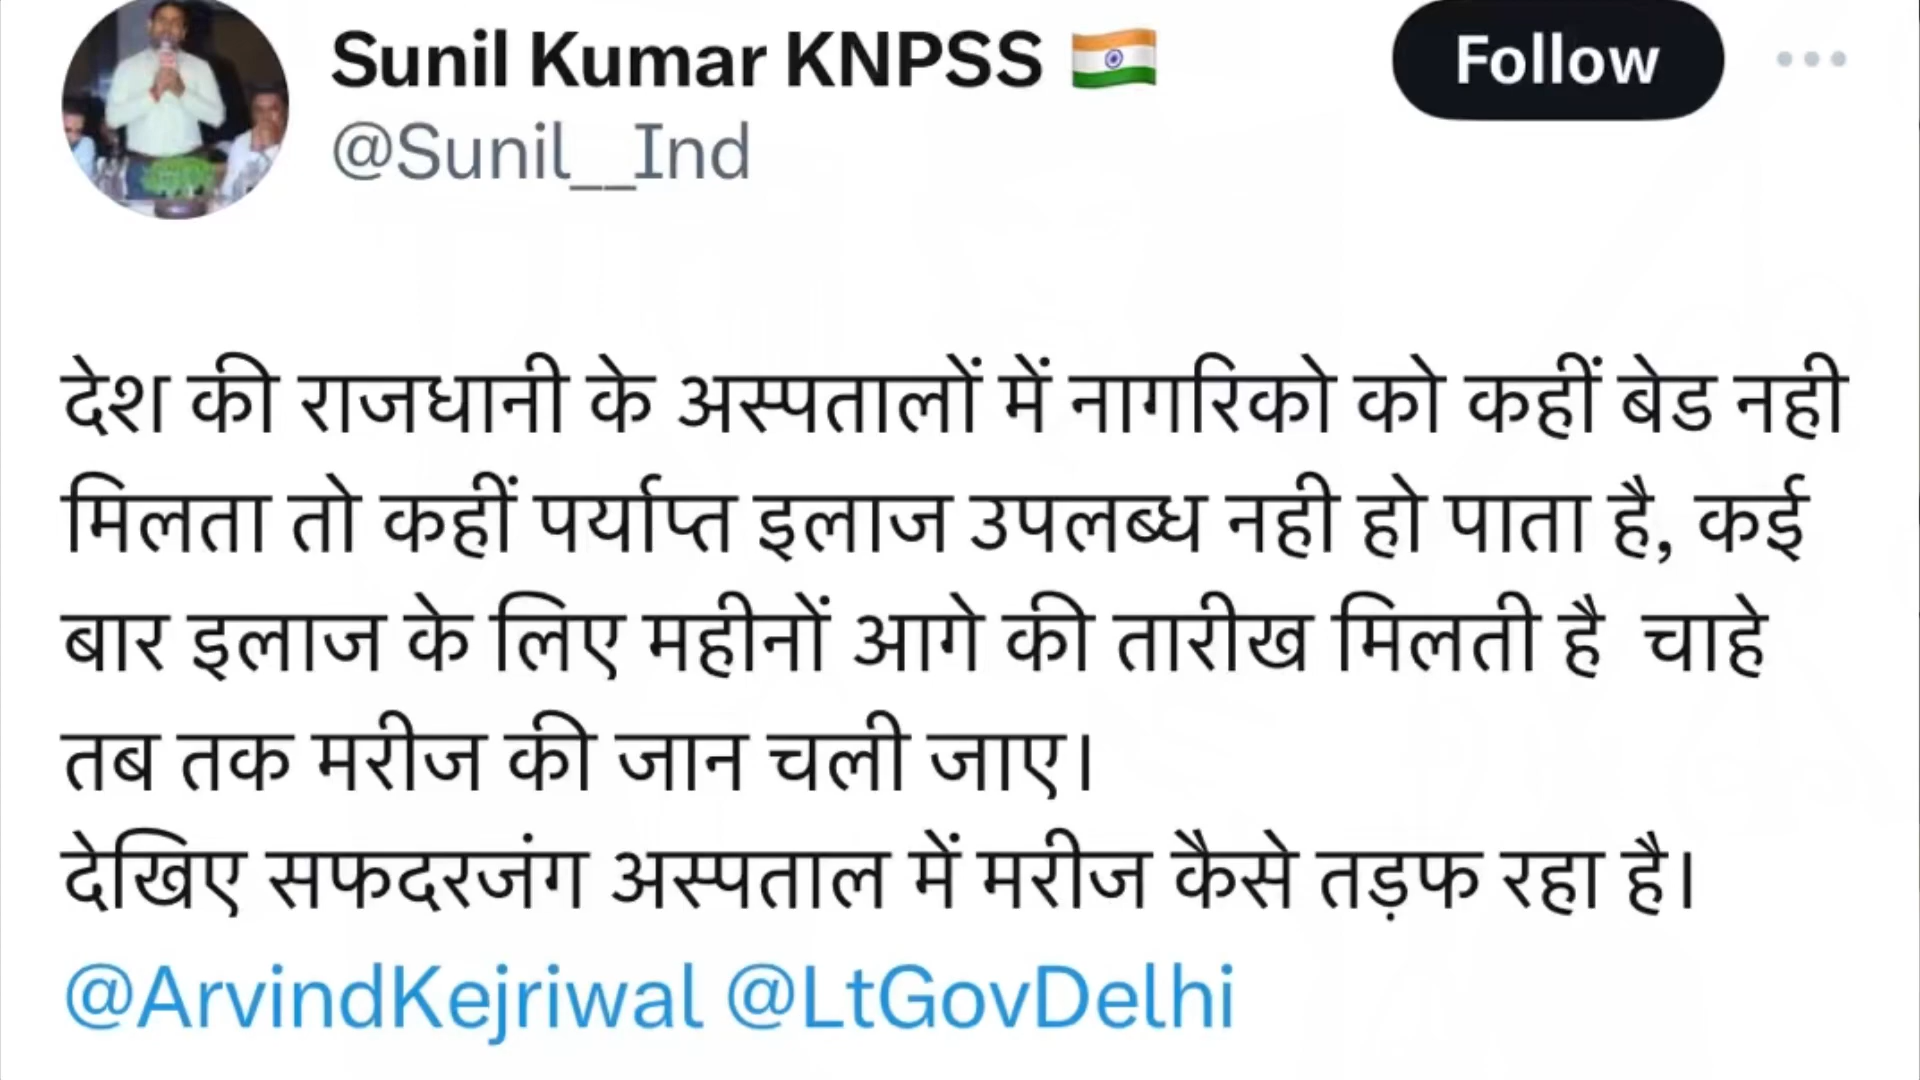 Sunil Kumar KNPSS 🇮🇳
@Sunil__Ind
Follow
देश की राजधानी के अस्पतालों में नागरिको को कहीं बेड नही
मिलता तो कहीं पर्याप्त इलाज उपलब्ध नही हो पाता है, कई
बार इलाज के लिए महीनों आगे की तारीख मिलती है चाहे
तब तक मरीज की जान चली जाए।
देखिए सफदरजंग अस्पताल में मरीज कैसे तड़फ रहा है।
@ArvindKejriwal @LtGovDelhi